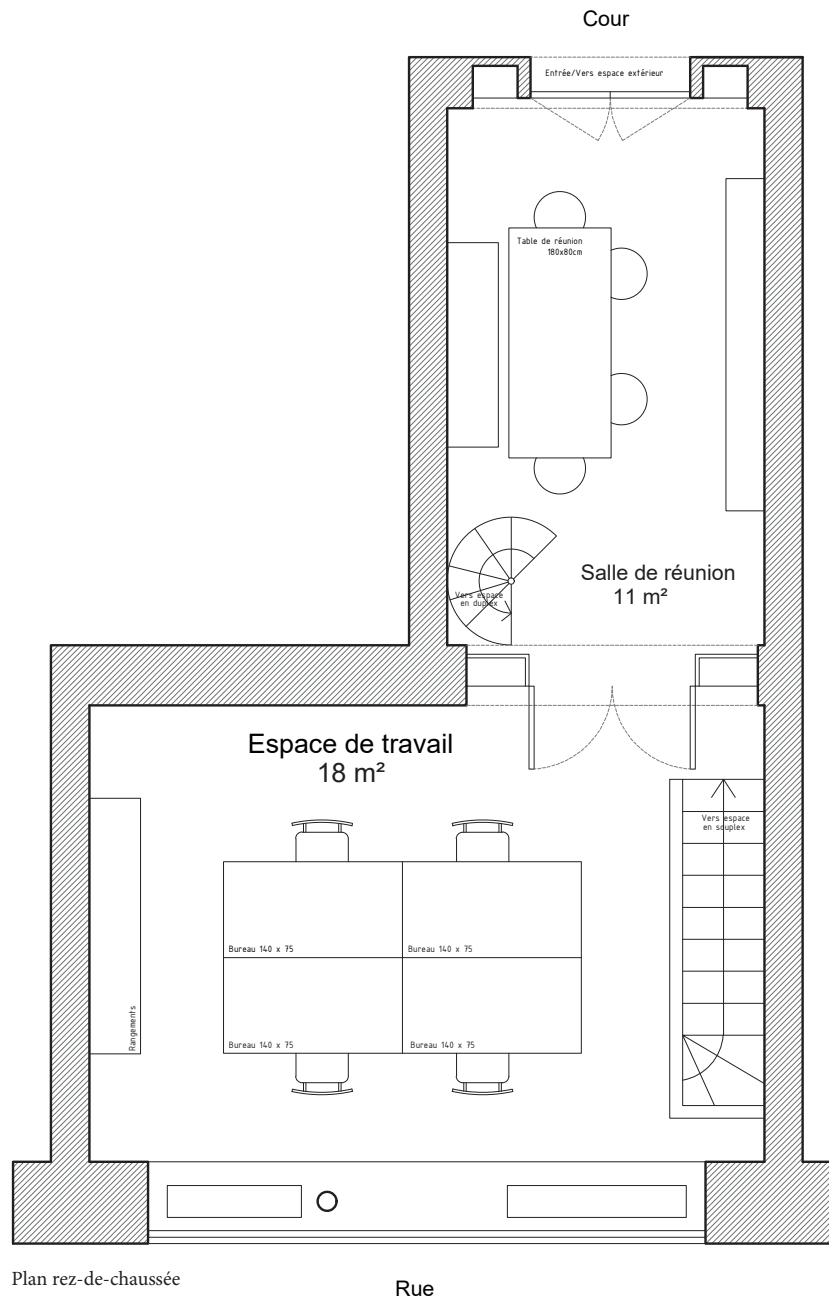 Cour
Entrée/Vers espace extérieur
Table de réunion
180x80cm
Salle de réunion
11 m²
Vers espace
en duplex
Espace de travail
18 m²
Vers espace
en souplex
Bureau 140 x 75
Bureau 140 x 75
Rangements
Bureau 140 x 75
Bureau 140 x 75
Plan rez-de-chaussée
Rue